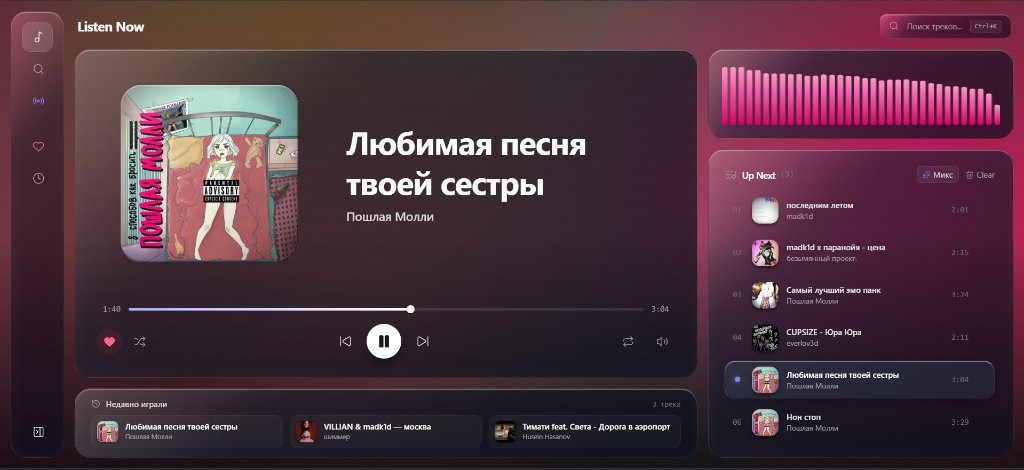 Listen Now
Поиск треков...
Ctrl+K
8 СПОСОБОВ КАК БРОСИТЬ
ПОШЛАЯ МОЛЛИ
PARENTAL
ADVISORY
EXPLICIT CONTENT
Любимая песня
твоей сестры
Пошлая Молли
1:40
3:04
Недавно играли
3 трека
Любимая песня твоей сестры
Пошлая Молли
VILLIAN & madk1d — москва
шиммер
Тимати feat. Света - Дорога в аэропорт
Husein Hasanov
Up Next (9)
Микс
Clear
01
последним летом
madk1d
2:01
02
madk1d x паранойя - цена
безымянный проект.
2:15
03
Самый лучший эмо панк
Пошлая Молли
3:24
04
CUPSIZE - Юра Юра
everlov3d
2:11
Любимая песня твоей сестры
Пошлая Молли
3:04
06
Нон стоп
Пошлая Молли
3:29